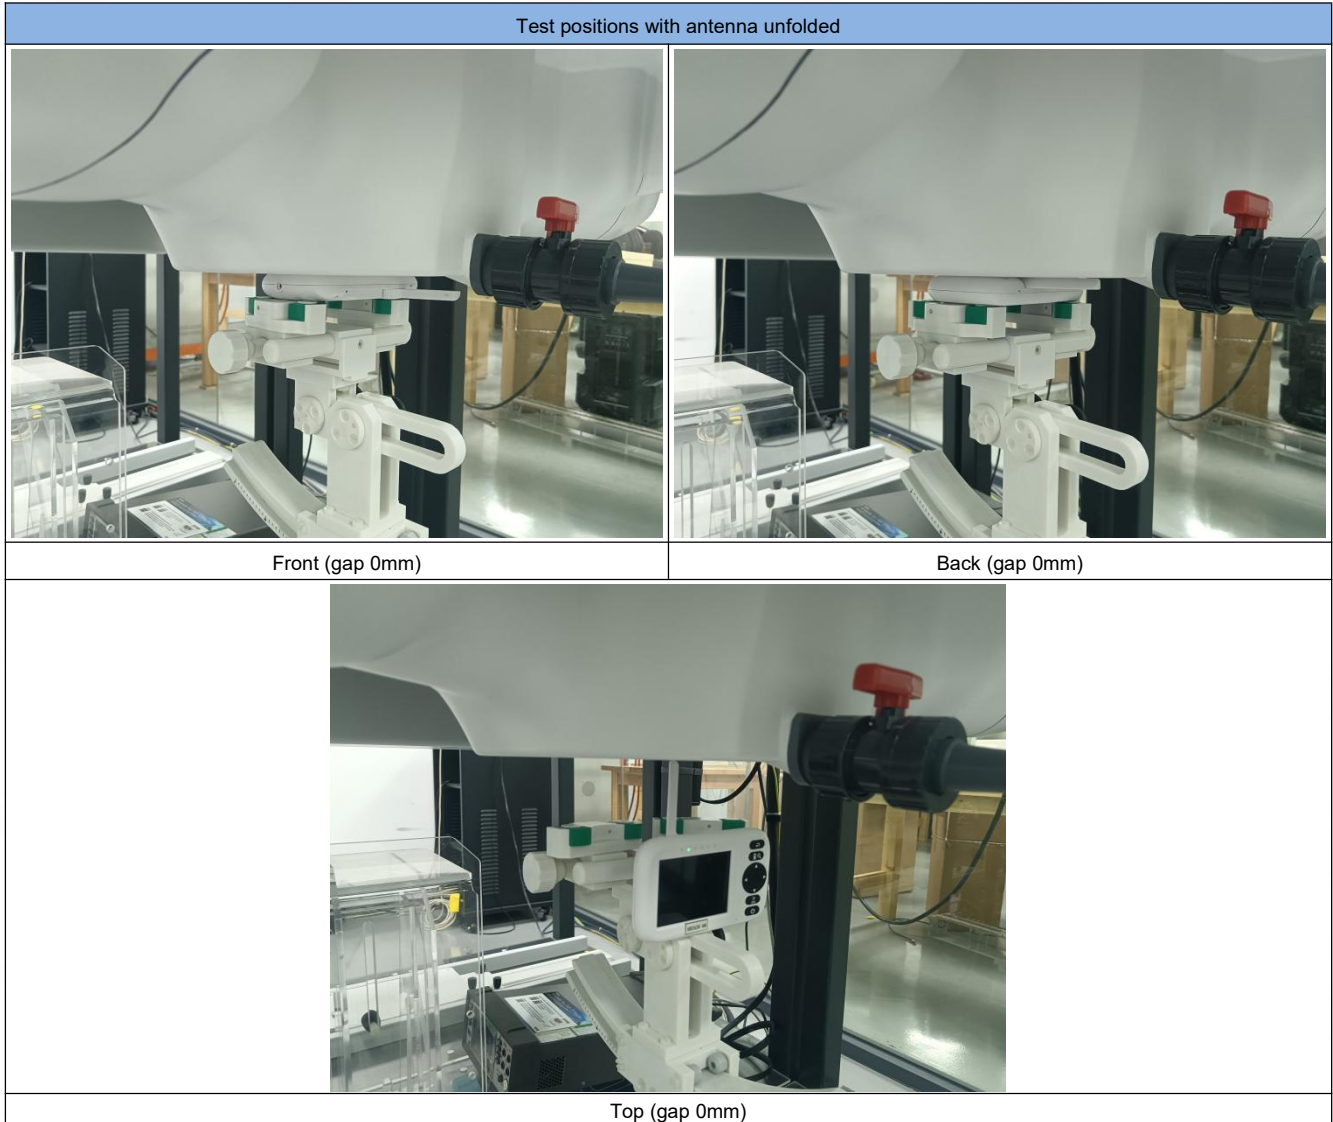 Test positions with antenna unfolded
Front (gap 0mm)
Back (gap 0mm)
Top (gap 0mm)